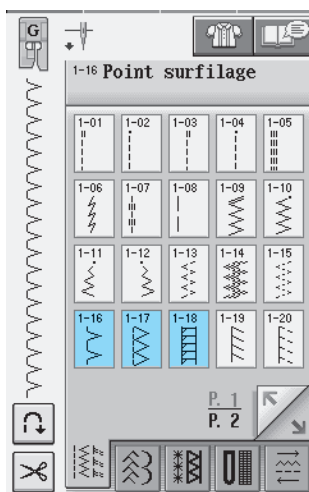 G
1-16 Point surfilage
1-01 1-02 1-03 1-04 1-05
1-06 1-07 1-08 1-09 1-10
1-11 1-12 1-13 1-14 1-15
1-16 1-17 1-18 1-19 1-20
P. 1
P. 2